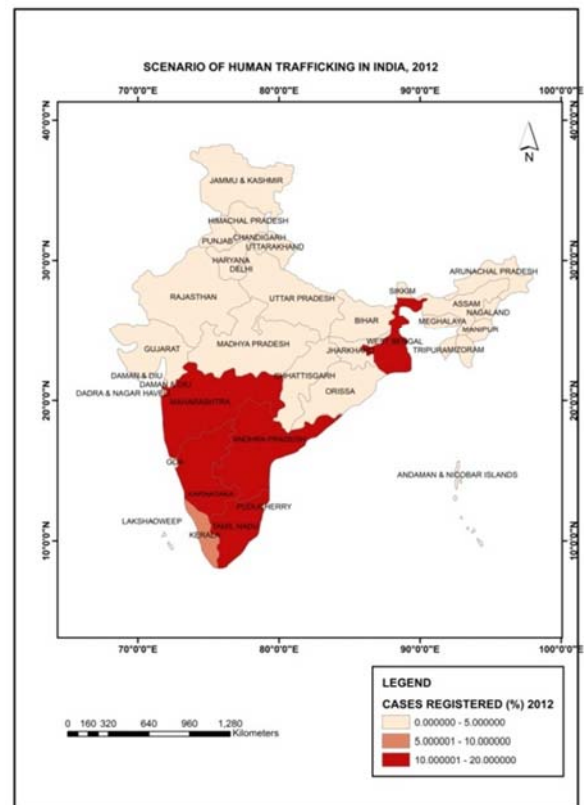 SCENARIO OF HUMAN TRAFFICKING IN INDIA, 2012
70°0'0"E 80°0'0"E 90°0'0"E 100°0'0"E
40°0'0"N
40°0'0"N
N
JAMMU & KASHMIR
HIMACHAL PRADESH
PUNJAB
CHANDIGARH
UTTARAKHAND
30°0'0"N
30°0'0"N
HARYANA
DELHI
ARUNACHAL PRADESH
SIKKIM
RAJASTHAN
UTTAR PRADESH
ASSAM
NAGALAND
BIHAR
MEGHALAYA
MANIPUR
GUJARAT
MADHYA PRADESH
JHARKHAND
WEST BENGAL
TRIPURA
MIZORAM
DAMAN & DIU
CHHATTISGARH
DAMAN & DIU
DADRA & NAGAR HAVELI
ORISSA
20°0'0"N
20°0'0"N
MAHARASHTRA
ANDHRA PRADESH
GOA
ANDAMAN & NICOBAR ISLANDS
KARNATAKA
PUDUCHERRY
LAKSHADWEEP
TAMIL NADU
KERALA
10°0'0"N
10°0'0"N
70°0'0"E 80°0'0"E 90°0'0"E 100°0'0"E
LEGEND
CASES REGISTERED (%) 2012
0.000000 - 5.000000
5.000001 - 10.000000
10.000001 - 20.000000
0 160 320 640 960 1,280
Kilometers